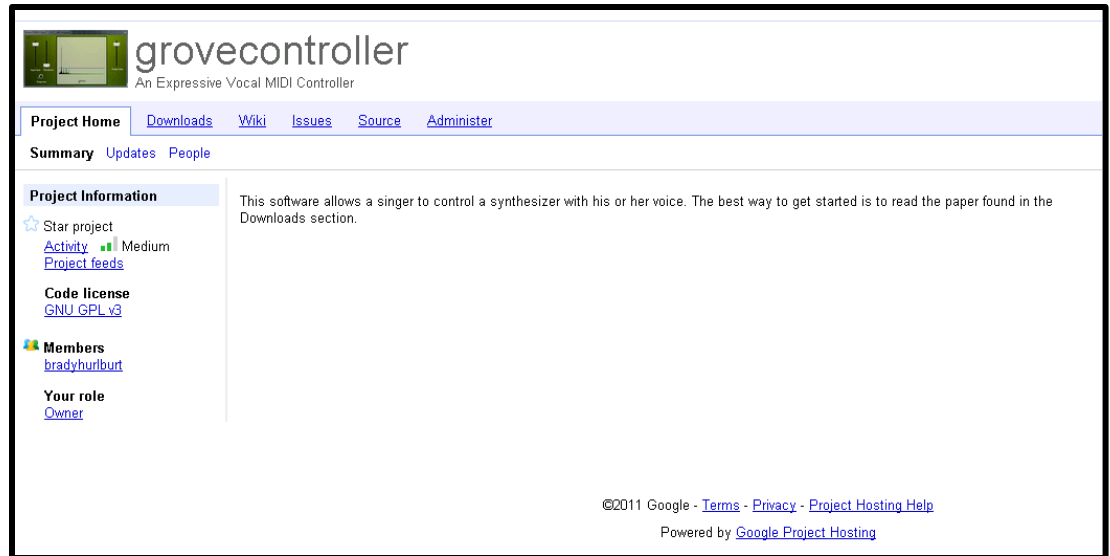 grovecontroller
An Expressive Vocal MIDI Controller
Project Home Downloads Wiki Issues Source Administer
Summary Updates People
Project Information
Star project
Activity Medium
Project feeds
Code license
GNU GPL v3
Members
bradyhurlburt
Your role
Owner
This software allows a singer to control a synthesizer with his or her voice. The best way to get started is to read the paper found in the
Downloads section.
©2011 Google - Terms - Privacy - Project Hosting Help
Powered by Google Project Hosting